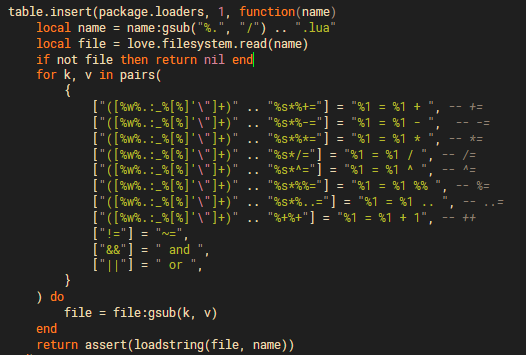 table.insert(package.loaders, 1, function(name)
    local name = name:gsub("%.", "/") .. ".lua"
    local file = love.filesystem.read(name)
    if not file then return nil end
    for k, v in pairs(
        {
            ["([%w%.:_%[%]'\"]+)" .. "%s*%+="] = "%1 = %1 + ", -- +=
            ["([%w%.:_%[%]'\"]+)" .. "%s*%-="] = "%1 = %1 - ", -- -=
            ["([%w%.:_%[%]'\"]+)" .. "%s*%*="] = "%1 = %1 * ", -- *=
            ["([%w%.:_%[%]'\"]+)" .. "%s*/="] = "%1 = %1 / ", -- /=
            ["([%w%.:_%[%]'\"]+)" .. "%s*^="] = "%1 = %1 ^ ", -- ^=
            ["([%w%.:_%[%]'\"]+)" .. "%s*%%="] = "%1 = %1 %% ", -- %=
            ["([%w%.:_%[%]'\"]+)" .. "%s*%..="] = "%1 = %1 .. ", -- ..=
            ["([%w%.:_%[%]'\"]+)" .. "%+%+"] = "%1 = %1 + 1", -- ++
            ["!="] = "~=",
            ["&&"] = " and ",
            ["||"] = " or ",
        }
    ) do
        file = file:gsub(k, v)
    end
    return assert(loadstring(file, name))